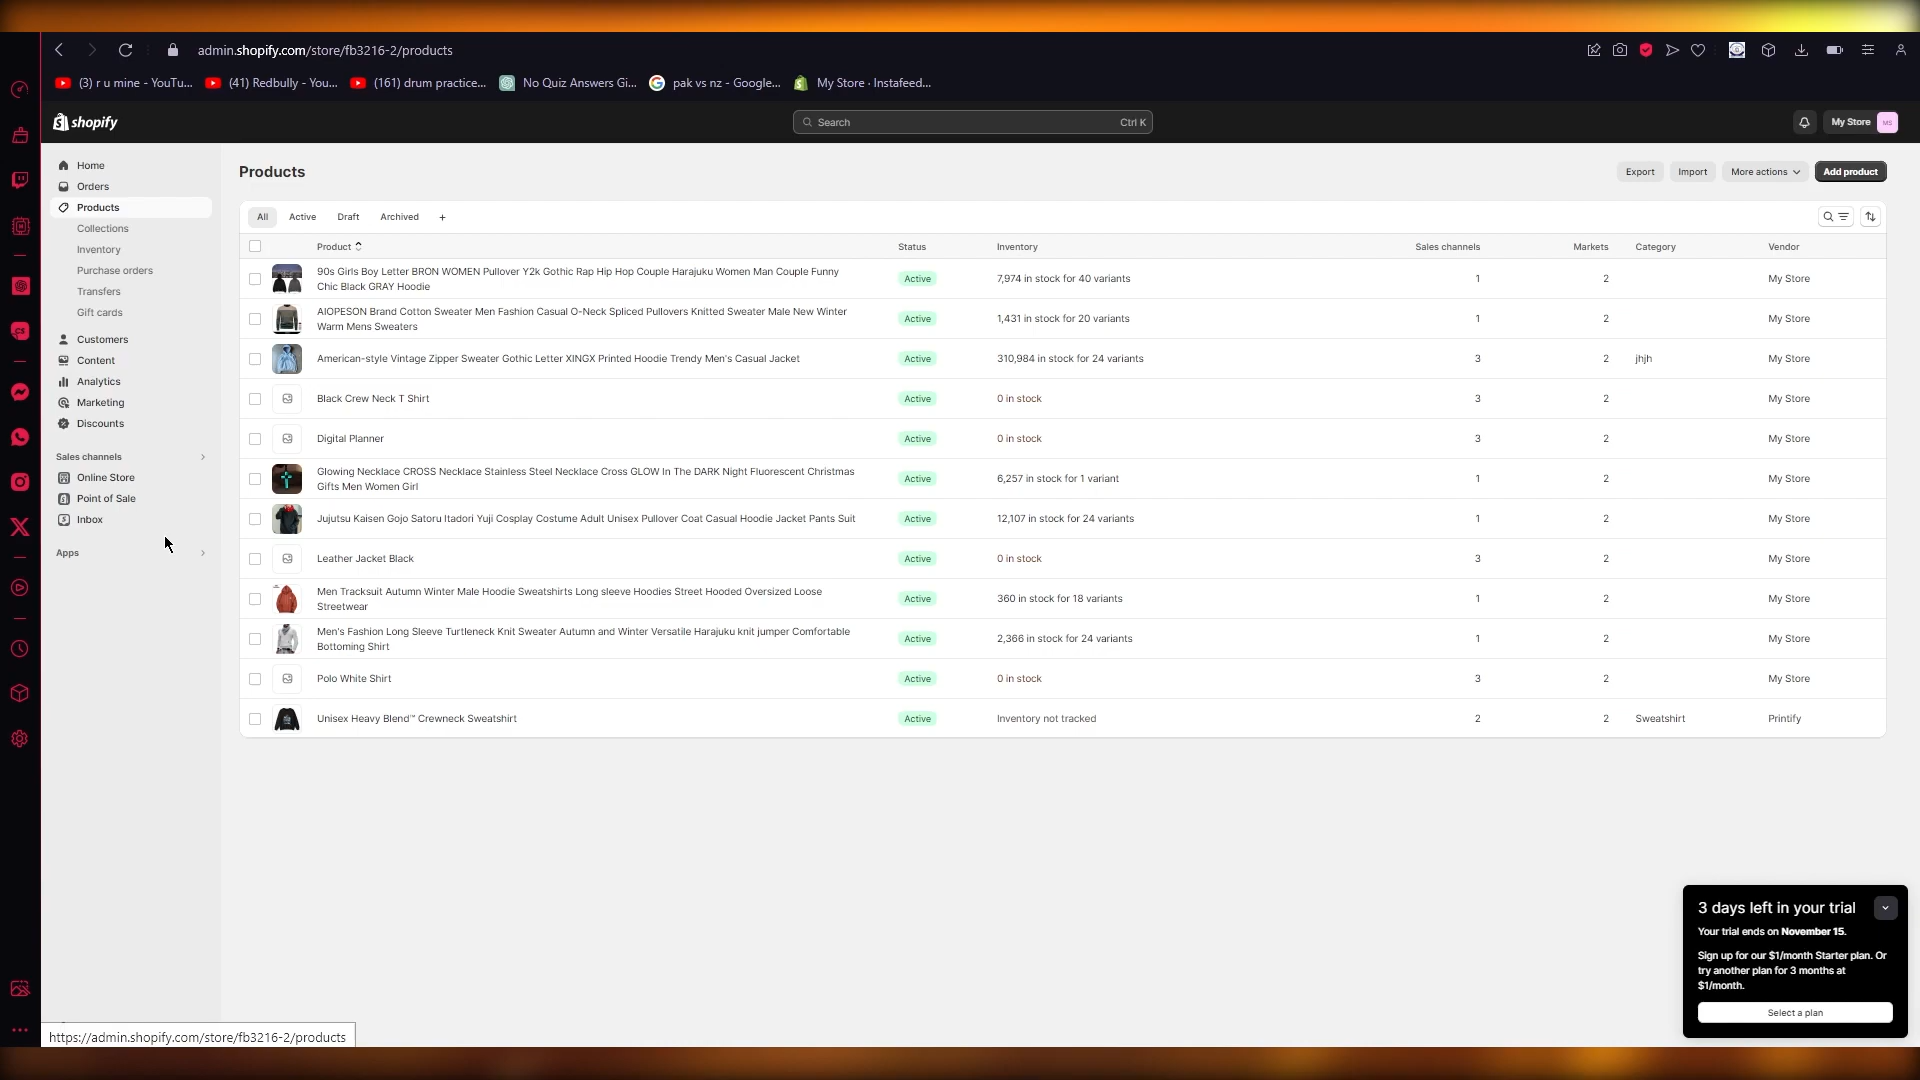 admin.shopify.com/store/fb3216-2/products
(3) r u mine - YouTu...
(41) Redbully - You...
(161) drum practice...
No Quiz Answers Gi...
pak vs nz - Google...
My Store · Instafeed...
shopify
Search
Ctrl K
My Store
MS
Home
Orders
Products
Collections
Inventory
Purchase orders
Transfers
Gift cards
Customers
Content
Analytics
Marketing
Discounts
Sales channels
Online Store
Point of Sale
Inbox
Apps
Products
Export
Import
More actions
Add product
All
Active
Draft
Archived
+
Product
Status
Inventory
Sales channels
Markets
Category
Vendor
90s Girls Boy Letter BRON WOMEN Pullover Y2k Gothic Rap Hip Hop Couple Harajuku Women Man Couple Funny
Chic Black GRAY Hoodie
Active
7,974 in stock for 40 variants
1
2
My Store
AIOPESON Brand Cotton Sweater Men Fashion Casual O-Neck Spliced Pullovers Knitted Sweater Male New Winter
Warm Mens Sweaters
Active
1,431 in stock for 20 variants
1
2
My Store
American-style Vintage Zipper Sweater Gothic Letter XINGX Printed Hoodie Trendy Men's Casual Jacket
Active
310,984 in stock for 24 variants
3
2
jhjh
My Store
Black Crew Neck T Shirt
Active
0 in stock
3
2
My Store
Digital Planner
Active
0 in stock
3
2
My Store
Glowing Necklace CROSS Necklace Stainless Steel Necklace Cross GLOW In The DARK Night Fluorescent Christmas
Gifts Men Women Girl
Active
6,257 in stock for 1 variant
1
2
My Store
Jujutsu Kaisen Gojo Satoru Itadori Yuji Cosplay Costume Adult Unisex Pullover Coat Casual Hoodie Jacket Pants Suit
Active
12,107 in stock for 24 variants
1
2
My Store
Leather Jacket Black
Active
0 in stock
3
2
My Store
Men Tracksuit Autumn Winter Male Hoodie Sweatshirts Long sleeve Hoodies Street Hooded Oversized Loose
Streetwear
Active
360 in stock for 18 variants
1
2
My Store
Men's Fashion Long Sleeve Turtleneck Knit Sweater Autumn and Winter Versatile Harajuku knit jumper Comfortable
Bottoming Shirt
Active
2,366 in stock for 24 variants
1
2
My Store
Polo White Shirt
Active
0 in stock
3
2
My Store
Unisex Heavy Blend™ Crewneck Sweatshirt
Active
Inventory not tracked
2
2
Sweatshirt
Printify
3 days left in your trial
Your trial ends on November 15.
Sign up for our $1/month Starter plan. Or
try another plan for 3 months at
$1/month.
Select a plan
https://admin.shopify.com/store/fb3216-2/products